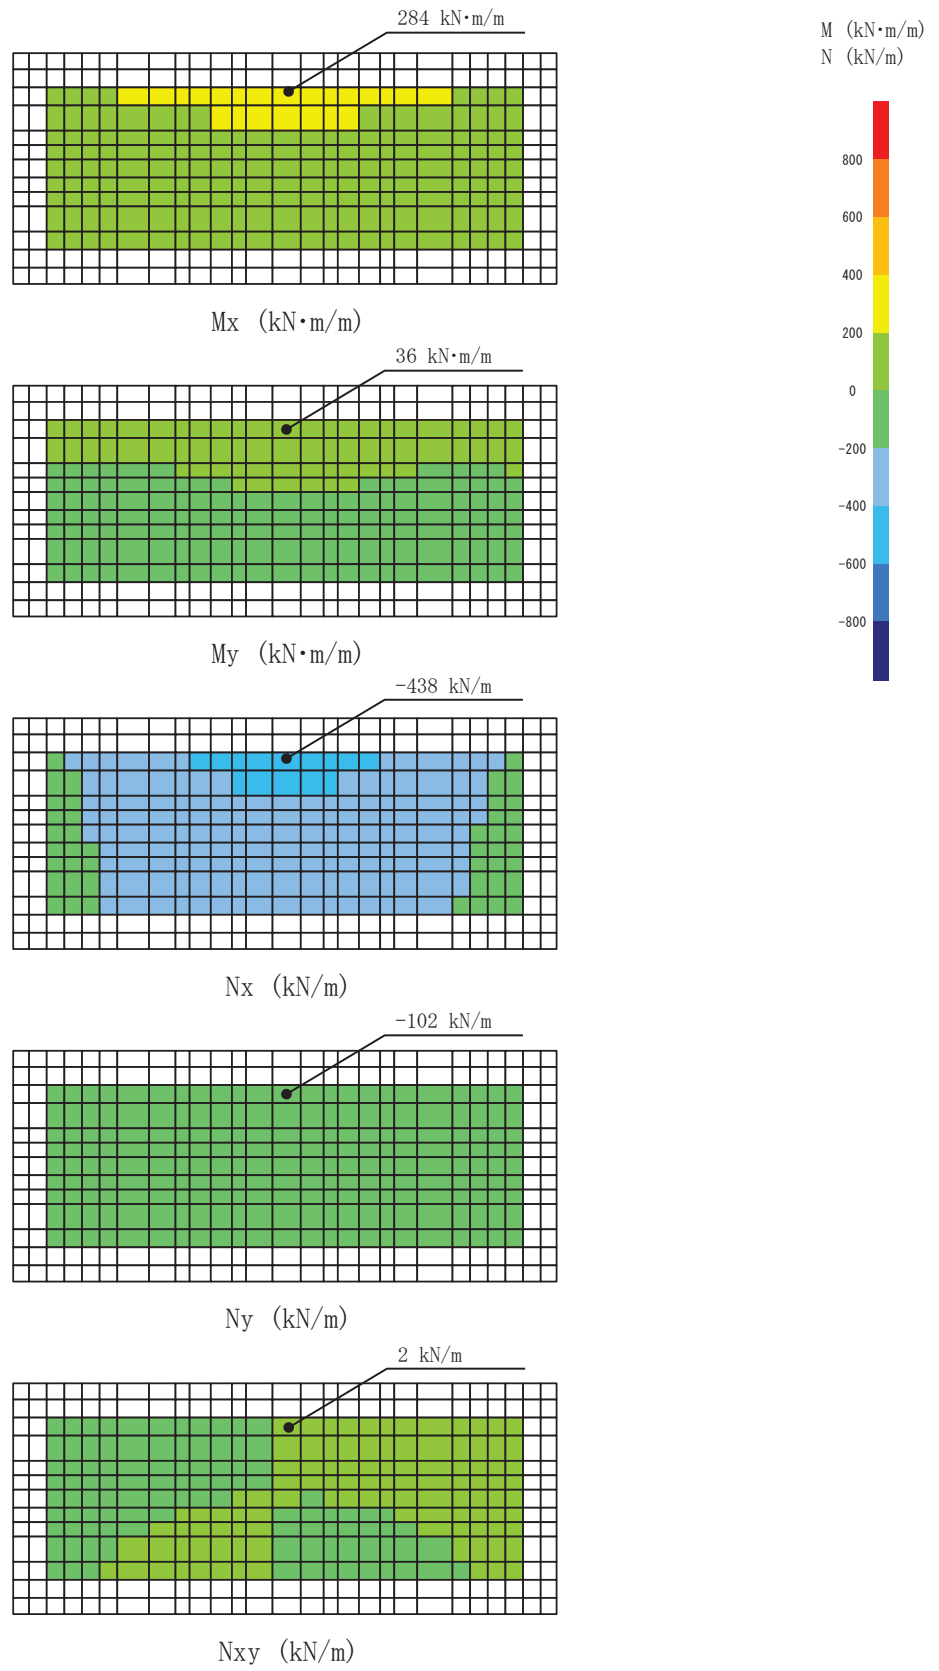 284 kN·m/m
M (kN·m/m)
N (kN/m)
800
600
400
200
0
-200
-400
-600
-800
Mx (kN·m/m)
36 kN·m/m
My (kN·m/m)
-438 kN/m
Nx (kN/m)
-102 kN/m
Ny (kN/m)
2 kN/m
Nxy (kN/m)